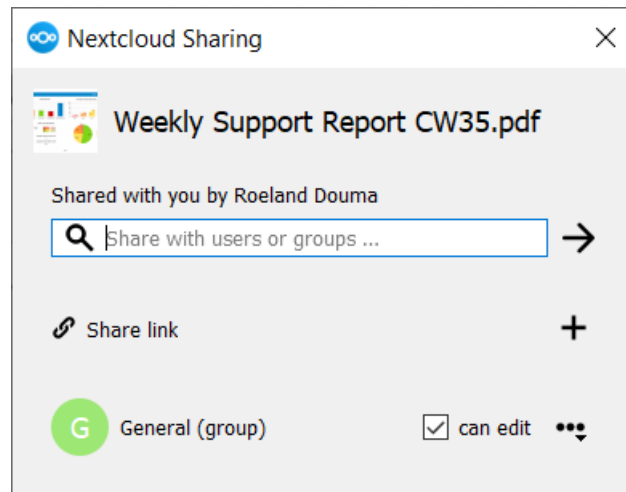 Nextcloud Sharing
Weekly Support Report CW35.pdf
Shared with you by Roeland Douma
Share with users or groups ...
Share link
G General (group) can edit